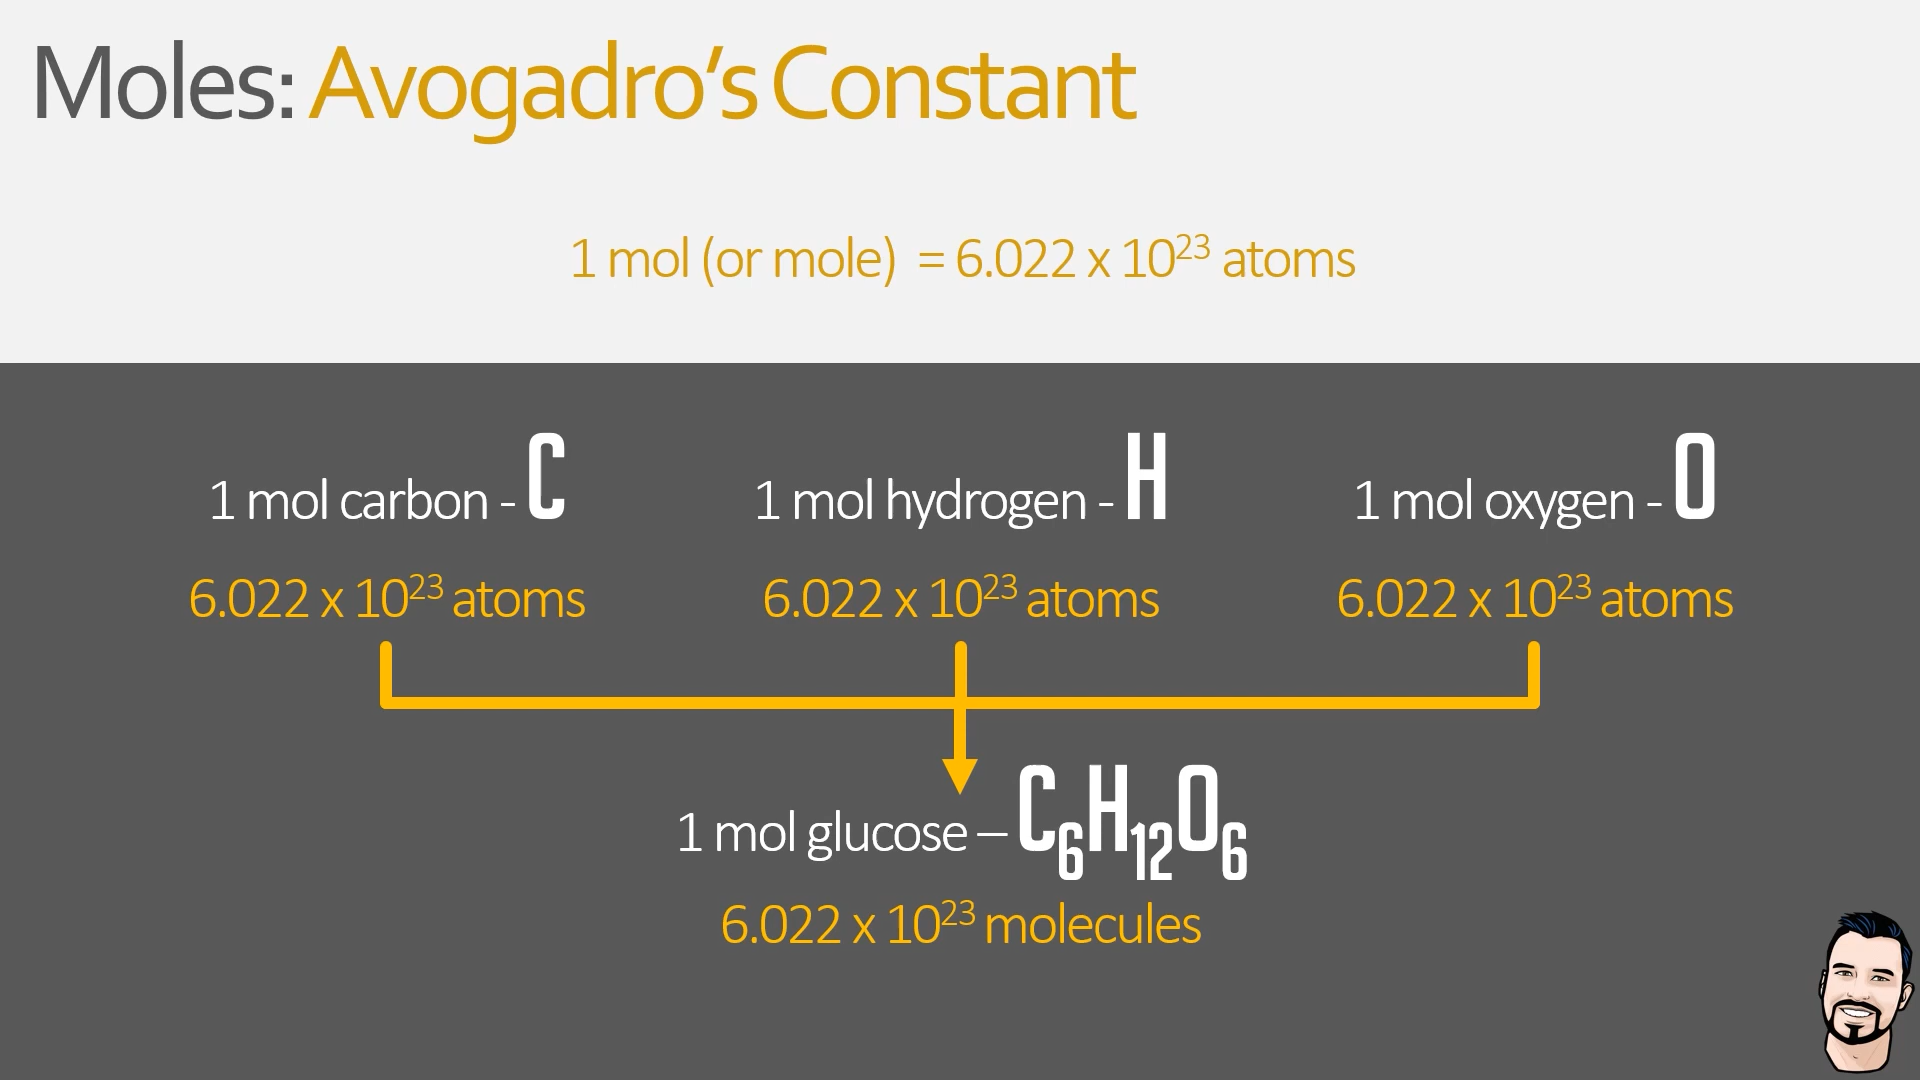 Moles: Avogadro’s Constant
1 mol (or mole) = 6.022 x 10²³ atoms
1 mol carbon - C
1 mol hydrogen - H
1 mol oxygen - O
6.022 x 10²³ atoms
6.022 x 10²³ atoms
6.022 x 10²³ atoms
1 mol glucose – C₆H₁₂O₆
6.022 x 10²³ molecules